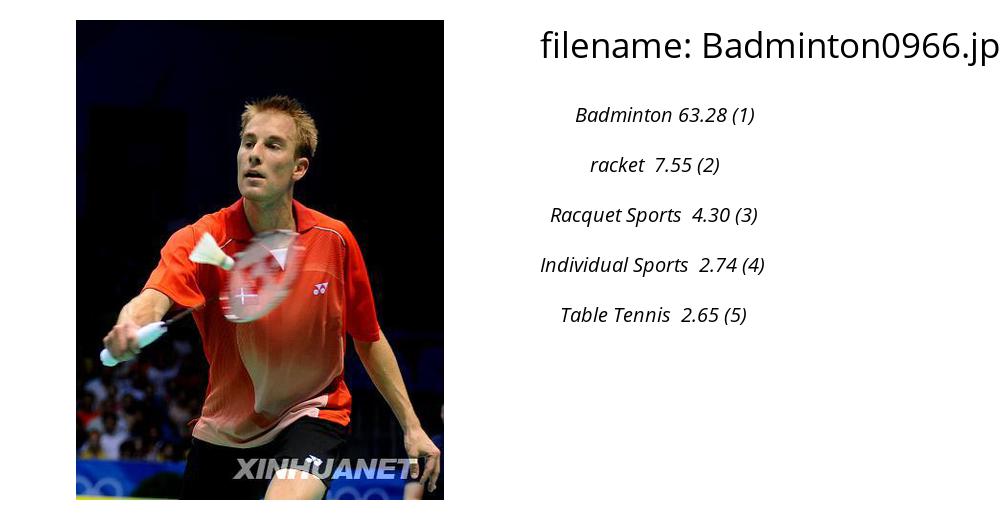 filename: Badminton0966.jp
Badminton 63.28 (1)
racket 7.55 (2)
Racquet Sports 4.30 (3)
Individual Sports 2.74 (4)
Table Tennis 2.65 (5)
XINHUANET